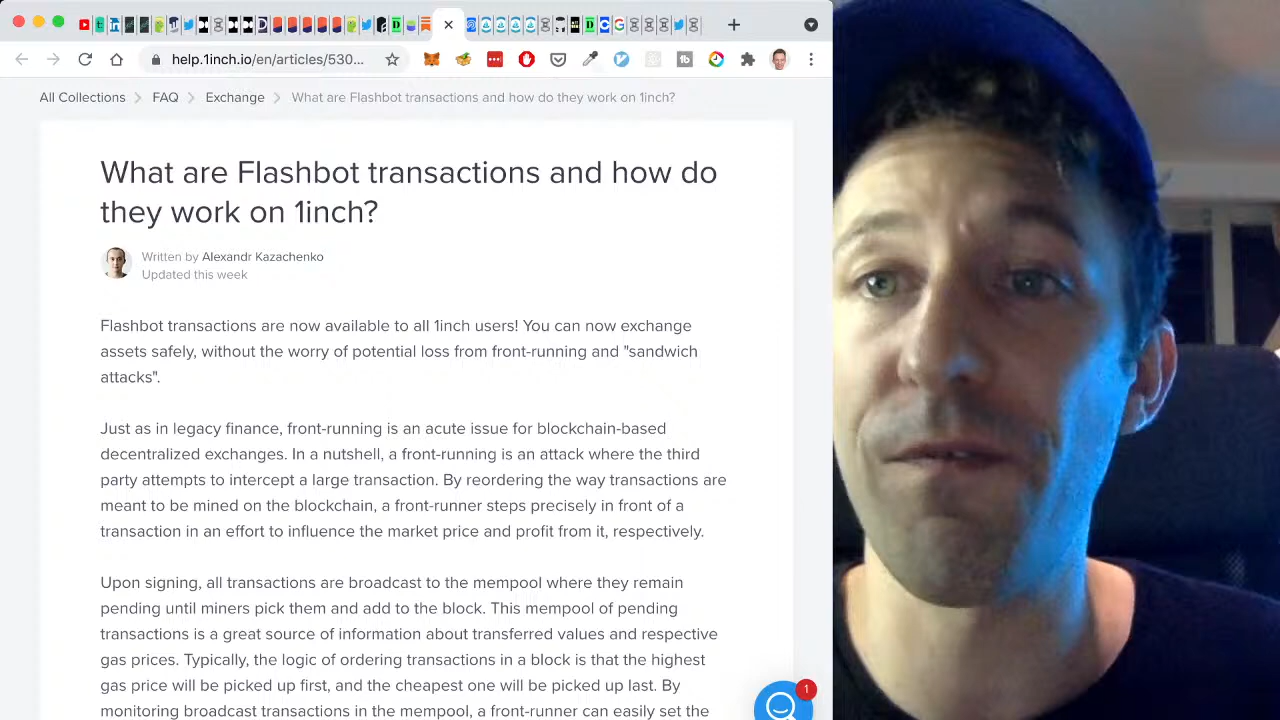 help.1inch.io/en/articles/530...
All Collections
FAQ
Exchange
What are Flashbot transactions and how do they work on 1inch?
What are Flashbot transactions and how do
they work on 1inch?
Written by Alexandr Kazachenko
Updated this week
Flashbot transactions are now available to all 1inch users! You can now exchange
assets safely, without the worry of potential loss from front-running and "sandwich
attacks".
Just as in legacy finance, front-running is an acute issue for blockchain-based
decentralized exchanges. In a nutshell, a front-running is an attack where the third
party attempts to intercept a large transaction. By reordering the way transactions are
meant to be mined on the blockchain, a front-runner steps precisely in front of a
transaction in an effort to influence the market price and profit from it, respectively.
Upon signing, all transactions are broadcast to the mempool where they remain
pending until miners pick them and add to the block. This mempool of pending
transactions is a great source of information about transferred values and respective
gas prices. Typically, the logic of ordering transactions in a block is that the highest
gas price will be picked up first, and the cheapest one will be picked up last. By
monitoring broadcast transactions in the mempool, a front-runner can easily set the
1